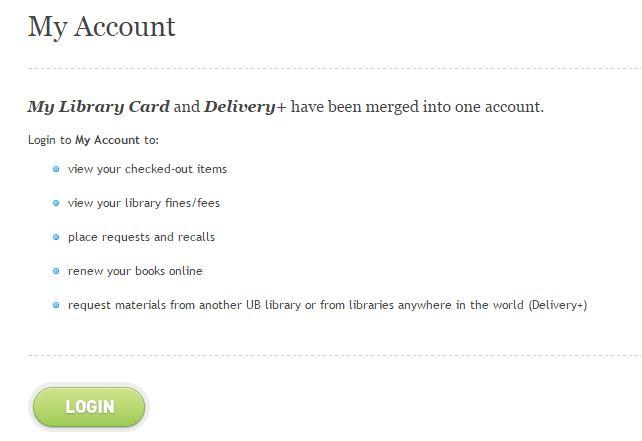 My Account
My Library Card and Delivery+ have been merged into one account.
Login to My Account to:
view your checked-out items
view your library fines/fees
place requests and recalls
renew your books online
request materials from another UB library or from libraries anywhere in the world (Delivery+)
LOGIN